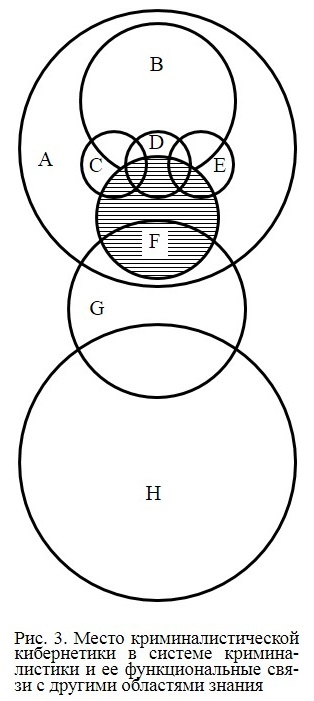 B
D
A
C
E
F
G
H
Рис. 3. Место криминалистической
кибернетики в системе кримина-
листики и ее функциональные свя-
зи с другими областями знания